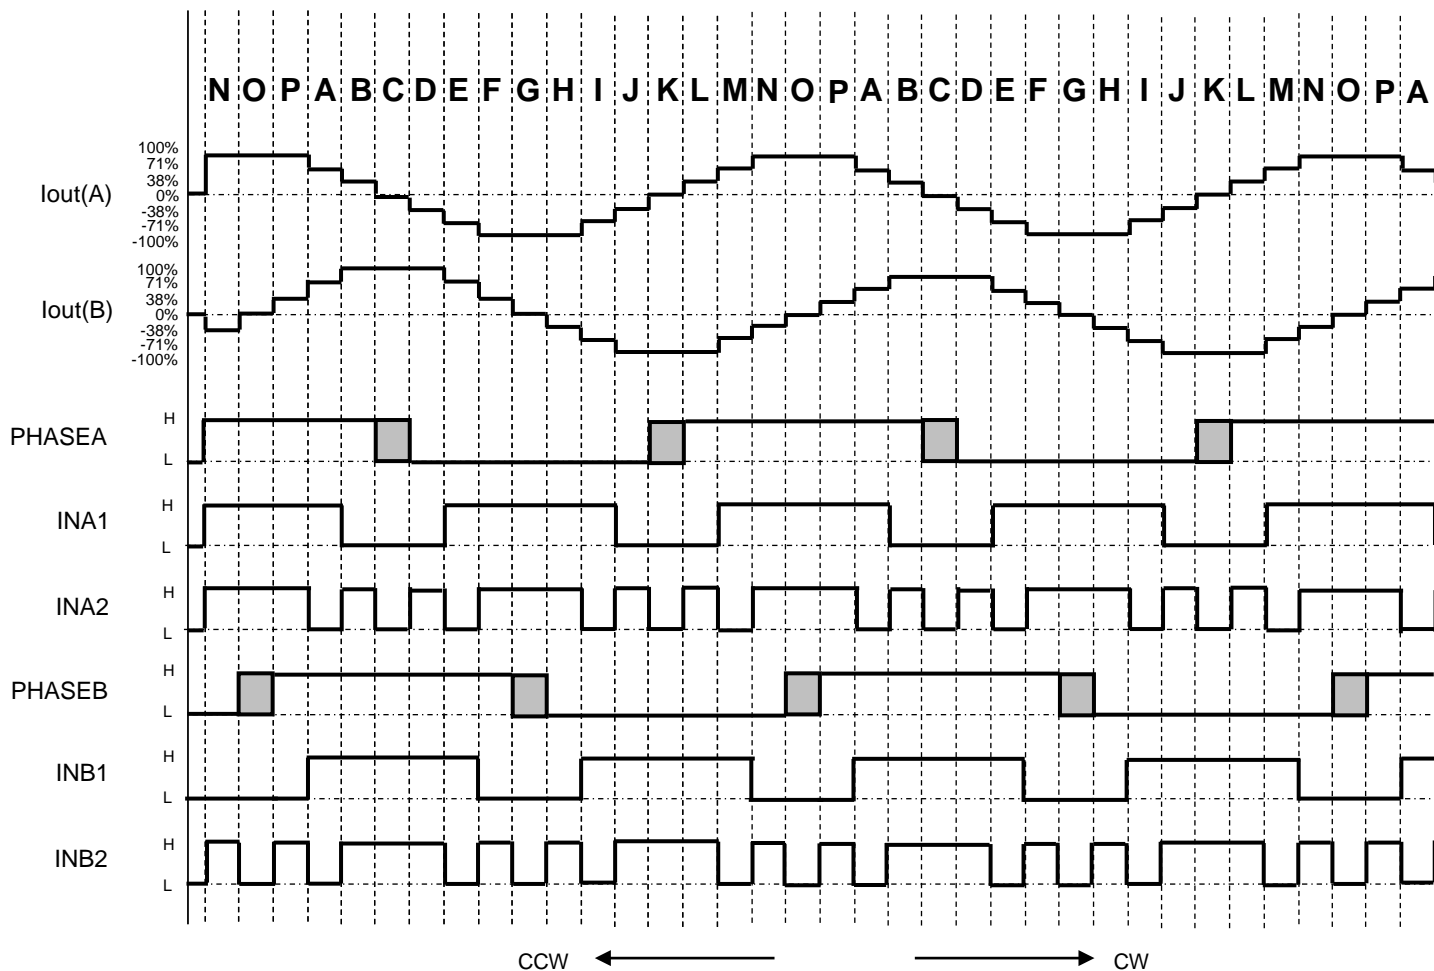 N O P A B C D E F G H I J K L M N O P A B C D E F G H I J K L M N O P A
Iout(A)
100%
71%
38%
0%
-38%
-71%
-100%
Iout(B)
100%
71%
38%
0%
-38%
-71%
-100%
PHASEA
H
L
INA1
H
L
INA2
H
L
PHASEB
H
L
INB1
H
L
INB2
H
L
CCW
CW